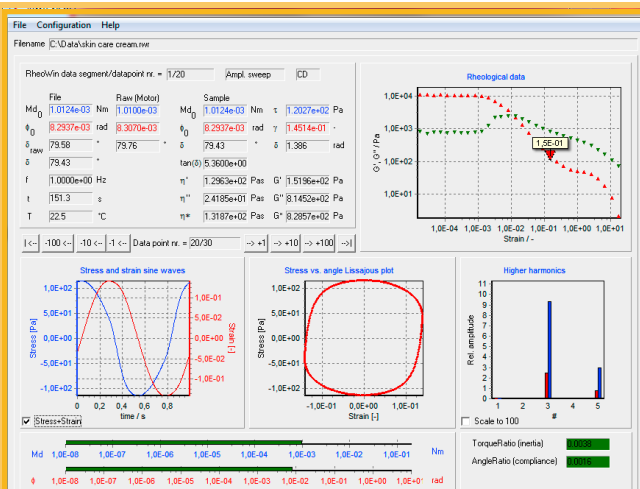 File Configuration Help
Filename C:\Data\skin care cream.rwr
RheoWin data segment/datapoint nr. = 1/20 Ampl. sweep CD
File Raw (Motor) Sample
Md0 1.0124e-03 Nm 1.0100e-03 Md0 1.0124e-03 Nm τ 1.2027e+02 Pa
ϕ0 8.2937e-03 rad 8.3070e-03 ϕ0 8.2937e-03 rad γ 1.4514e-01 -
δraw 79.58 ° 79.76 ° δ 79.43 ° δ 1.386 rad
δ 79.43 ° tan(δ) 5.3600e+00
f 1.0000e+00 Hz η' 1.2963e+02 Pas G' 1.5196e+02 Pa
t 151.3 s η'' 2.4185e+01 Pas G'' 8.1452e+02 Pa
T 22.5 °C η* 1.3187e+02 Pas G* 8.2857e+02 Pa
|<-- -100 <-- -10 <-- -1 <-- Data point nr. = 20/30 --> +1 --> +10 --> +100 -->|
Rheological data
G', G'' / Pa
1,0E+04
1,0E+03
1,0E+02
1,0E+01
1,5E-01
1,0E-04 1,0E-03 1,0E-02 1,0E-01 1,0E+00 1,0E+01
Strain / -
Stress and strain sine waves
Stress [Pa]
1,0E+02
5,0E+01
0,0E+00
-5,0E+01
-1,0E+02
1,0E-01
5,0E-02
0,0E+00
-5,0E-02
-1,0E-01
Strain [-]
0 0,2 0,4 0,6 0,8
time / s
Stress+Strain
Stress vs. angle Lissajous plot
Stress [Pa]
1,0E+02
5,0E+01
0,0E+00
-5,0E+01
-1,0E+02
-1,0E-01 0,0E+00 1,0E-01
Strain [-]
Higher harmonics
Rel. amplitude
11
10
9
8
7
6
5
4
3
2
1
0
1 2 3 4 5
#
Scale to 100
Md 1,0E-08 1,0E-07 1,0E-06 1,0E-05 1,0E-04 1,0E-03 1,0E-02 1,0E-01 Nm
ϕ 1,0E-08 1,0E-07 1,0E-06 1,0E-05 1,0E-04 1,0E-03 1,0E-02 1,0E-01 1,0E+00 1,0E+0 rad
TorqueRatio (inertia) 0.0038
AngleRatio (compliance) 0.0016